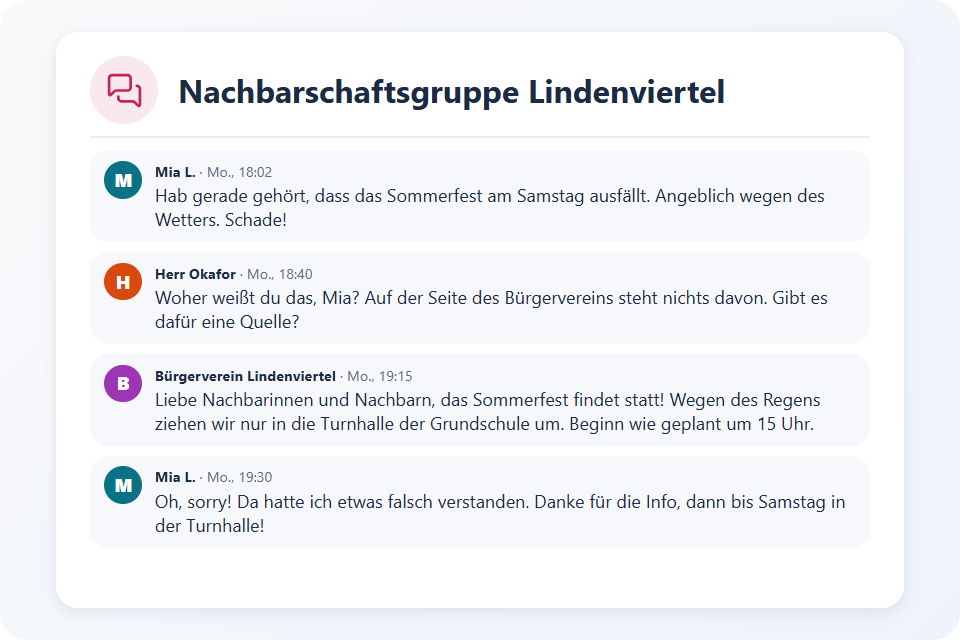 Nachbarschaftsgruppe Lindenviertel
M
Mia L. · Mo., 18:02
Hab gerade gehört, dass das Sommerfest am Samstag ausfällt. Angeblich wegen des
Wetters. Schade!
H
Herr Okafor · Mo., 18:40
Woher weißt du das, Mia? Auf der Seite des Bürgervereins steht nichts davon. Gibt es
dafür eine Quelle?
B
Bürgerverein Lindenviertel · Mo., 19:15
Liebe Nachbarinnen und Nachbarn, das Sommerfest findet statt! Wegen des Regens
ziehen wir nur in die Turnhalle der Grundschule um. Beginn wie geplant um 15 Uhr.
M
Mia L. · Mo., 19:30
Oh, sorry! Da hatte ich etwas falsch verstanden. Danke für die Info, dann bis Samstag in
der Turnhalle!